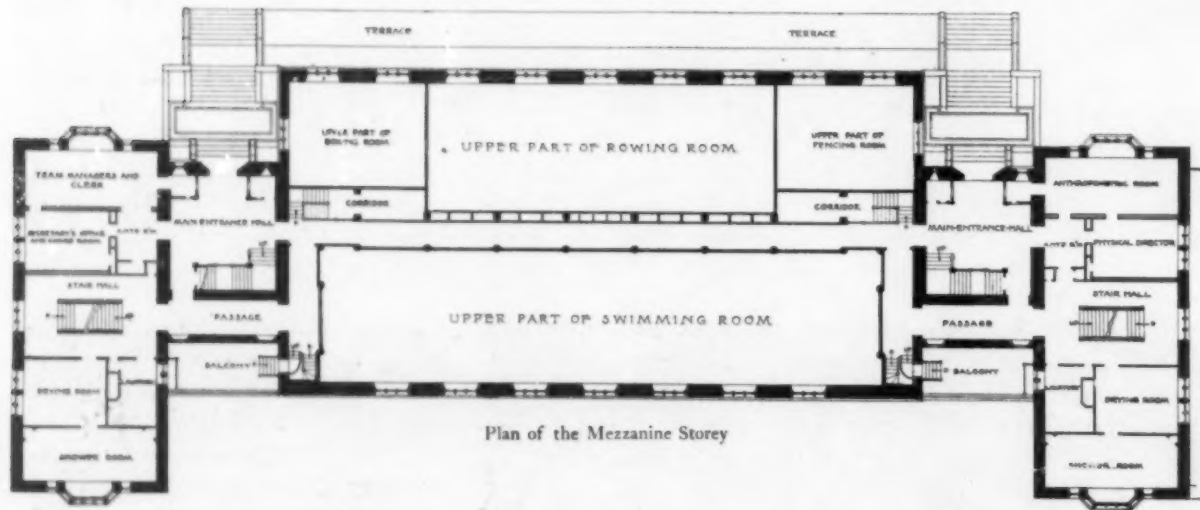 TERRACE
TERRACE
TEAM MANAGERS AND
CLERK
MAIN·ENTRANCE·HALL
STAIR HALL
PASSAGE
BALCONY
DRYING ROOM
UPPER PART OF
BOXING ROOM
CORRIDOR
UPPER PART OF ROWING ROOM
UPPER PART OF
FENCING ROOM
CORRIDOR
UPPER PART OF SWIMMING ROOM
ANTHROPOMETRIC ROOM
MAIN·ENTRANCE·HALL
PHYSICAL DIRECTOR
STAIR HALL
PASSAGE
BALCONY
DRYING ROOM
ROOM
ROOM
Plan of the Mezzanine Storey